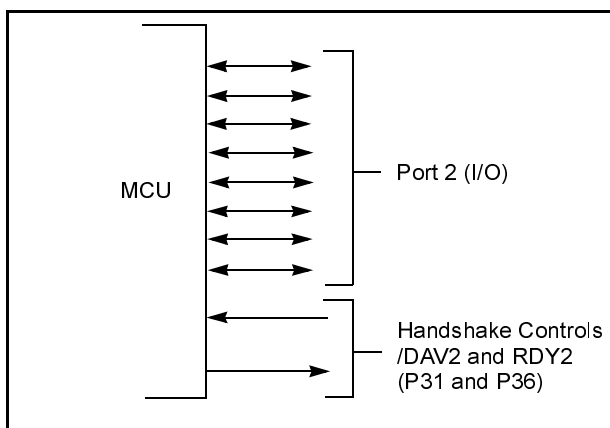 MCU
Port 2 (I/O)
Handshake Controls
/DAV2 and RDY2
(P31 and P36)